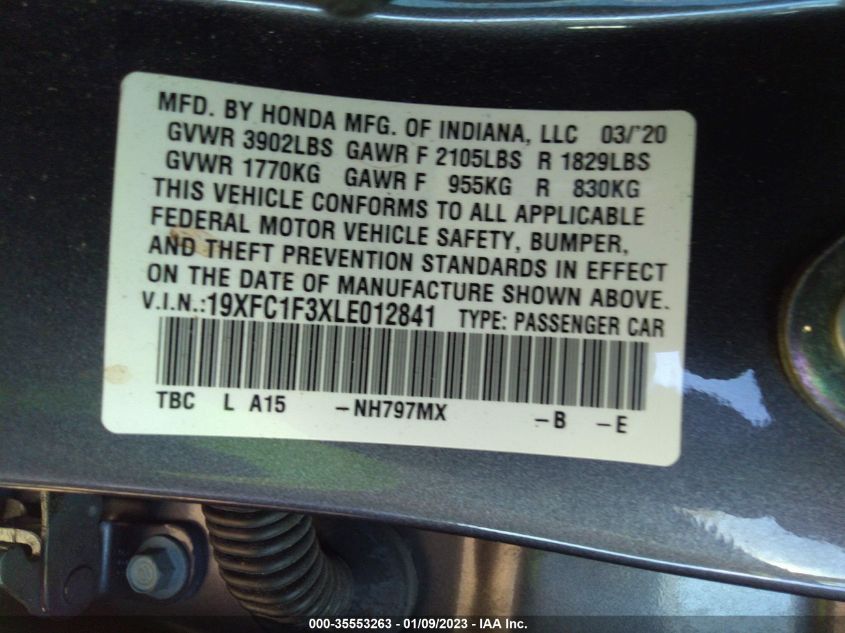 MFD. BY HONDA MFG. OF INDIANA, LLC 03/'20
GVWR 3902LBS GAWR F 2105LBS R 1829LBS
GVWR 1770KG GAWR F 955KG R 830KG
THIS VEHICLE CONFORMS TO ALL APPLICABLE
FEDERAL MOTOR VEHICLE SAFETY, BUMPER,
AND THEFT PREVENTION STANDARDS IN EFFECT
ON THE DATE OF MANUFACTURE SHOWN ABOVE.
V.I.N.:19XFC1F3XLE012841 TYPE: PASSENGER CAR
TBC L A15 –NH797MX –B –E
000-35553263 - 01/09/2023 - IAA Inc.